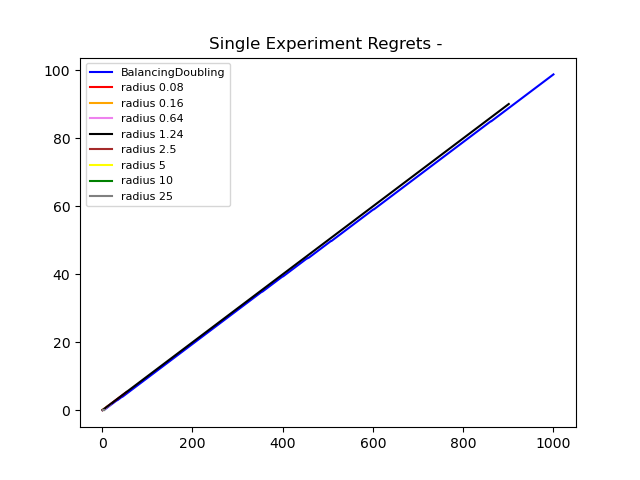 Single Experiment Regrets -
100
80
60
40
20
0
BalancingDoubling
radius 0.08
radius 0.16
radius 0.64
radius 1.24
radius 2.5
radius 5
radius 10
radius 25
0 200 400 600 800 1000